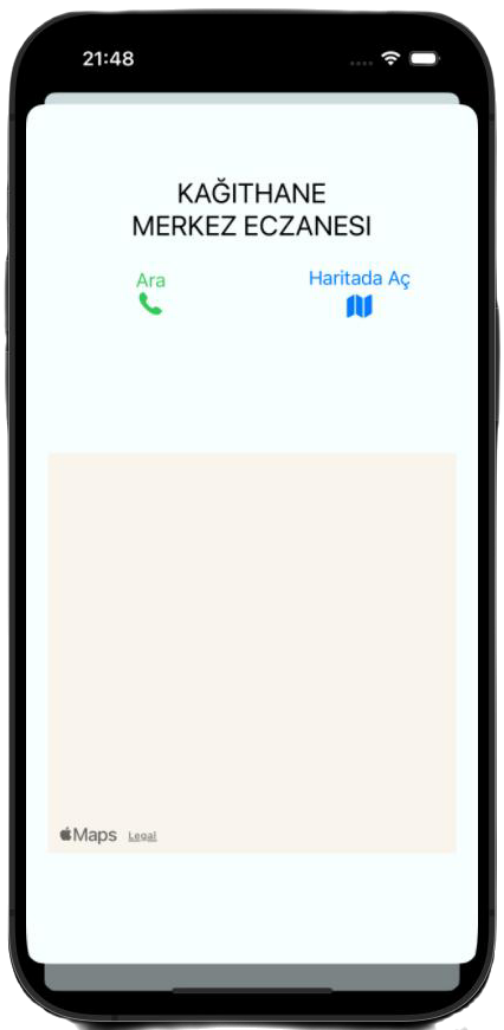 21:48
KAĞITHANE
MERKEZ ECZANESI
Ara
Haritada Aç
Maps Legal